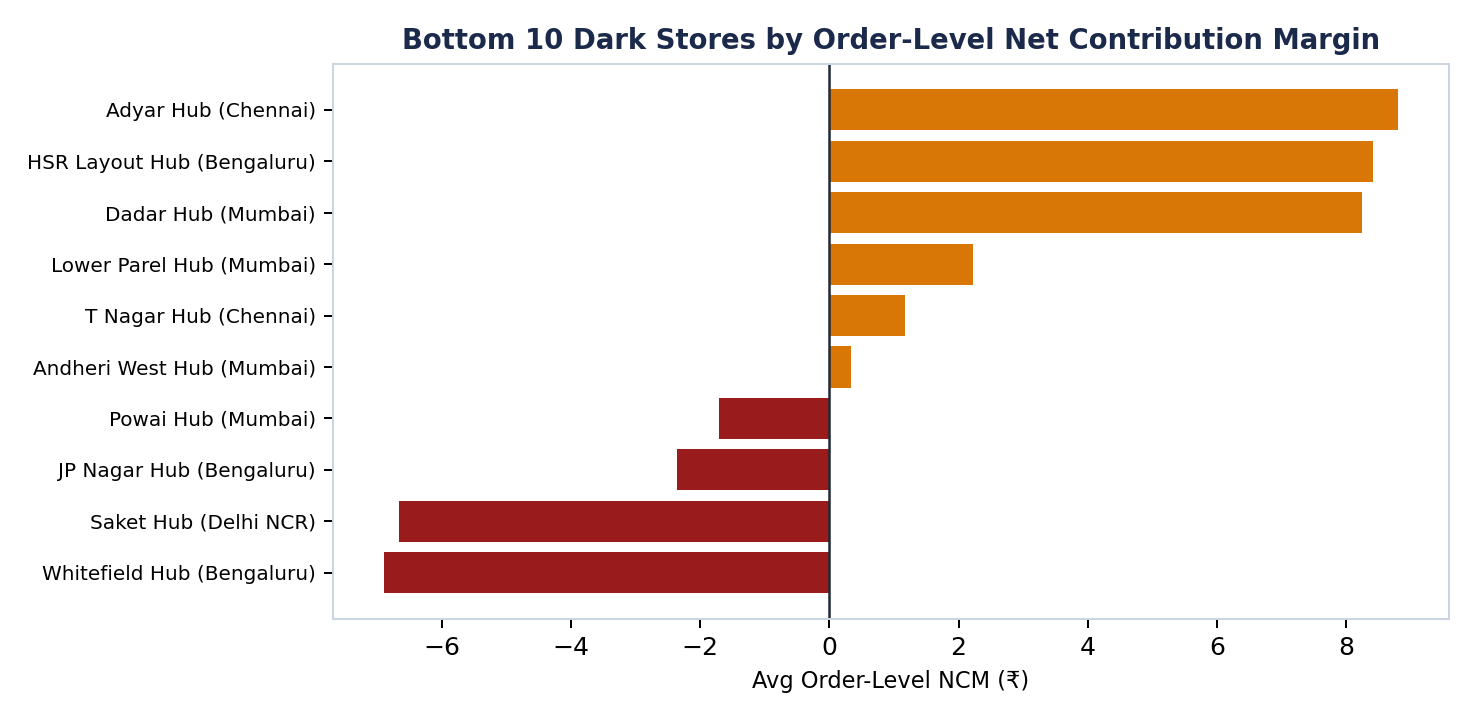 Bottom 10 Dark Stores by Order-Level Net Contribution Margin
Adyar Hub (Chennai)
HSR Layout Hub (Bengaluru)
Dadar Hub (Mumbai)
Lower Parel Hub (Mumbai)
T Nagar Hub (Chennai)
Andheri West Hub (Mumbai)
Powai Hub (Mumbai)
JP Nagar Hub (Bengaluru)
Saket Hub (Delhi NCR)
Whitefield Hub (Bengaluru)
−6 −4 −2 0 2 4 6 8
Avg Order-Level NCM (₹)